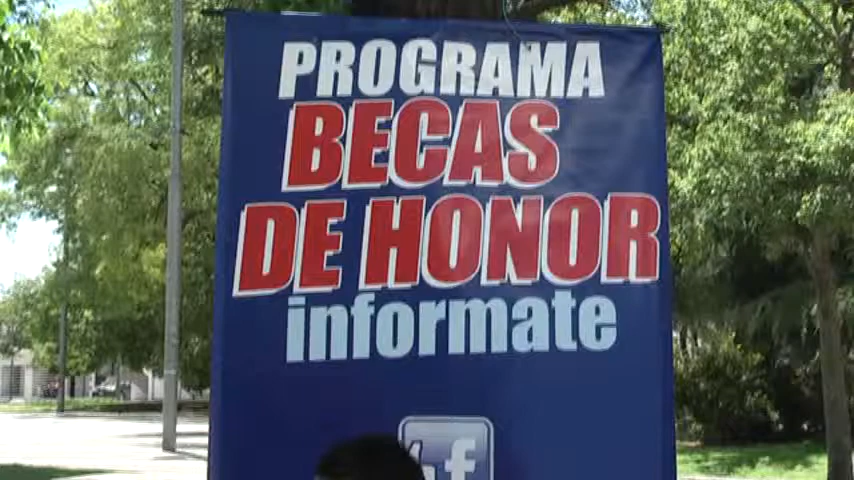 PROGRAMA
BECAS
DE HONOR
informate
f